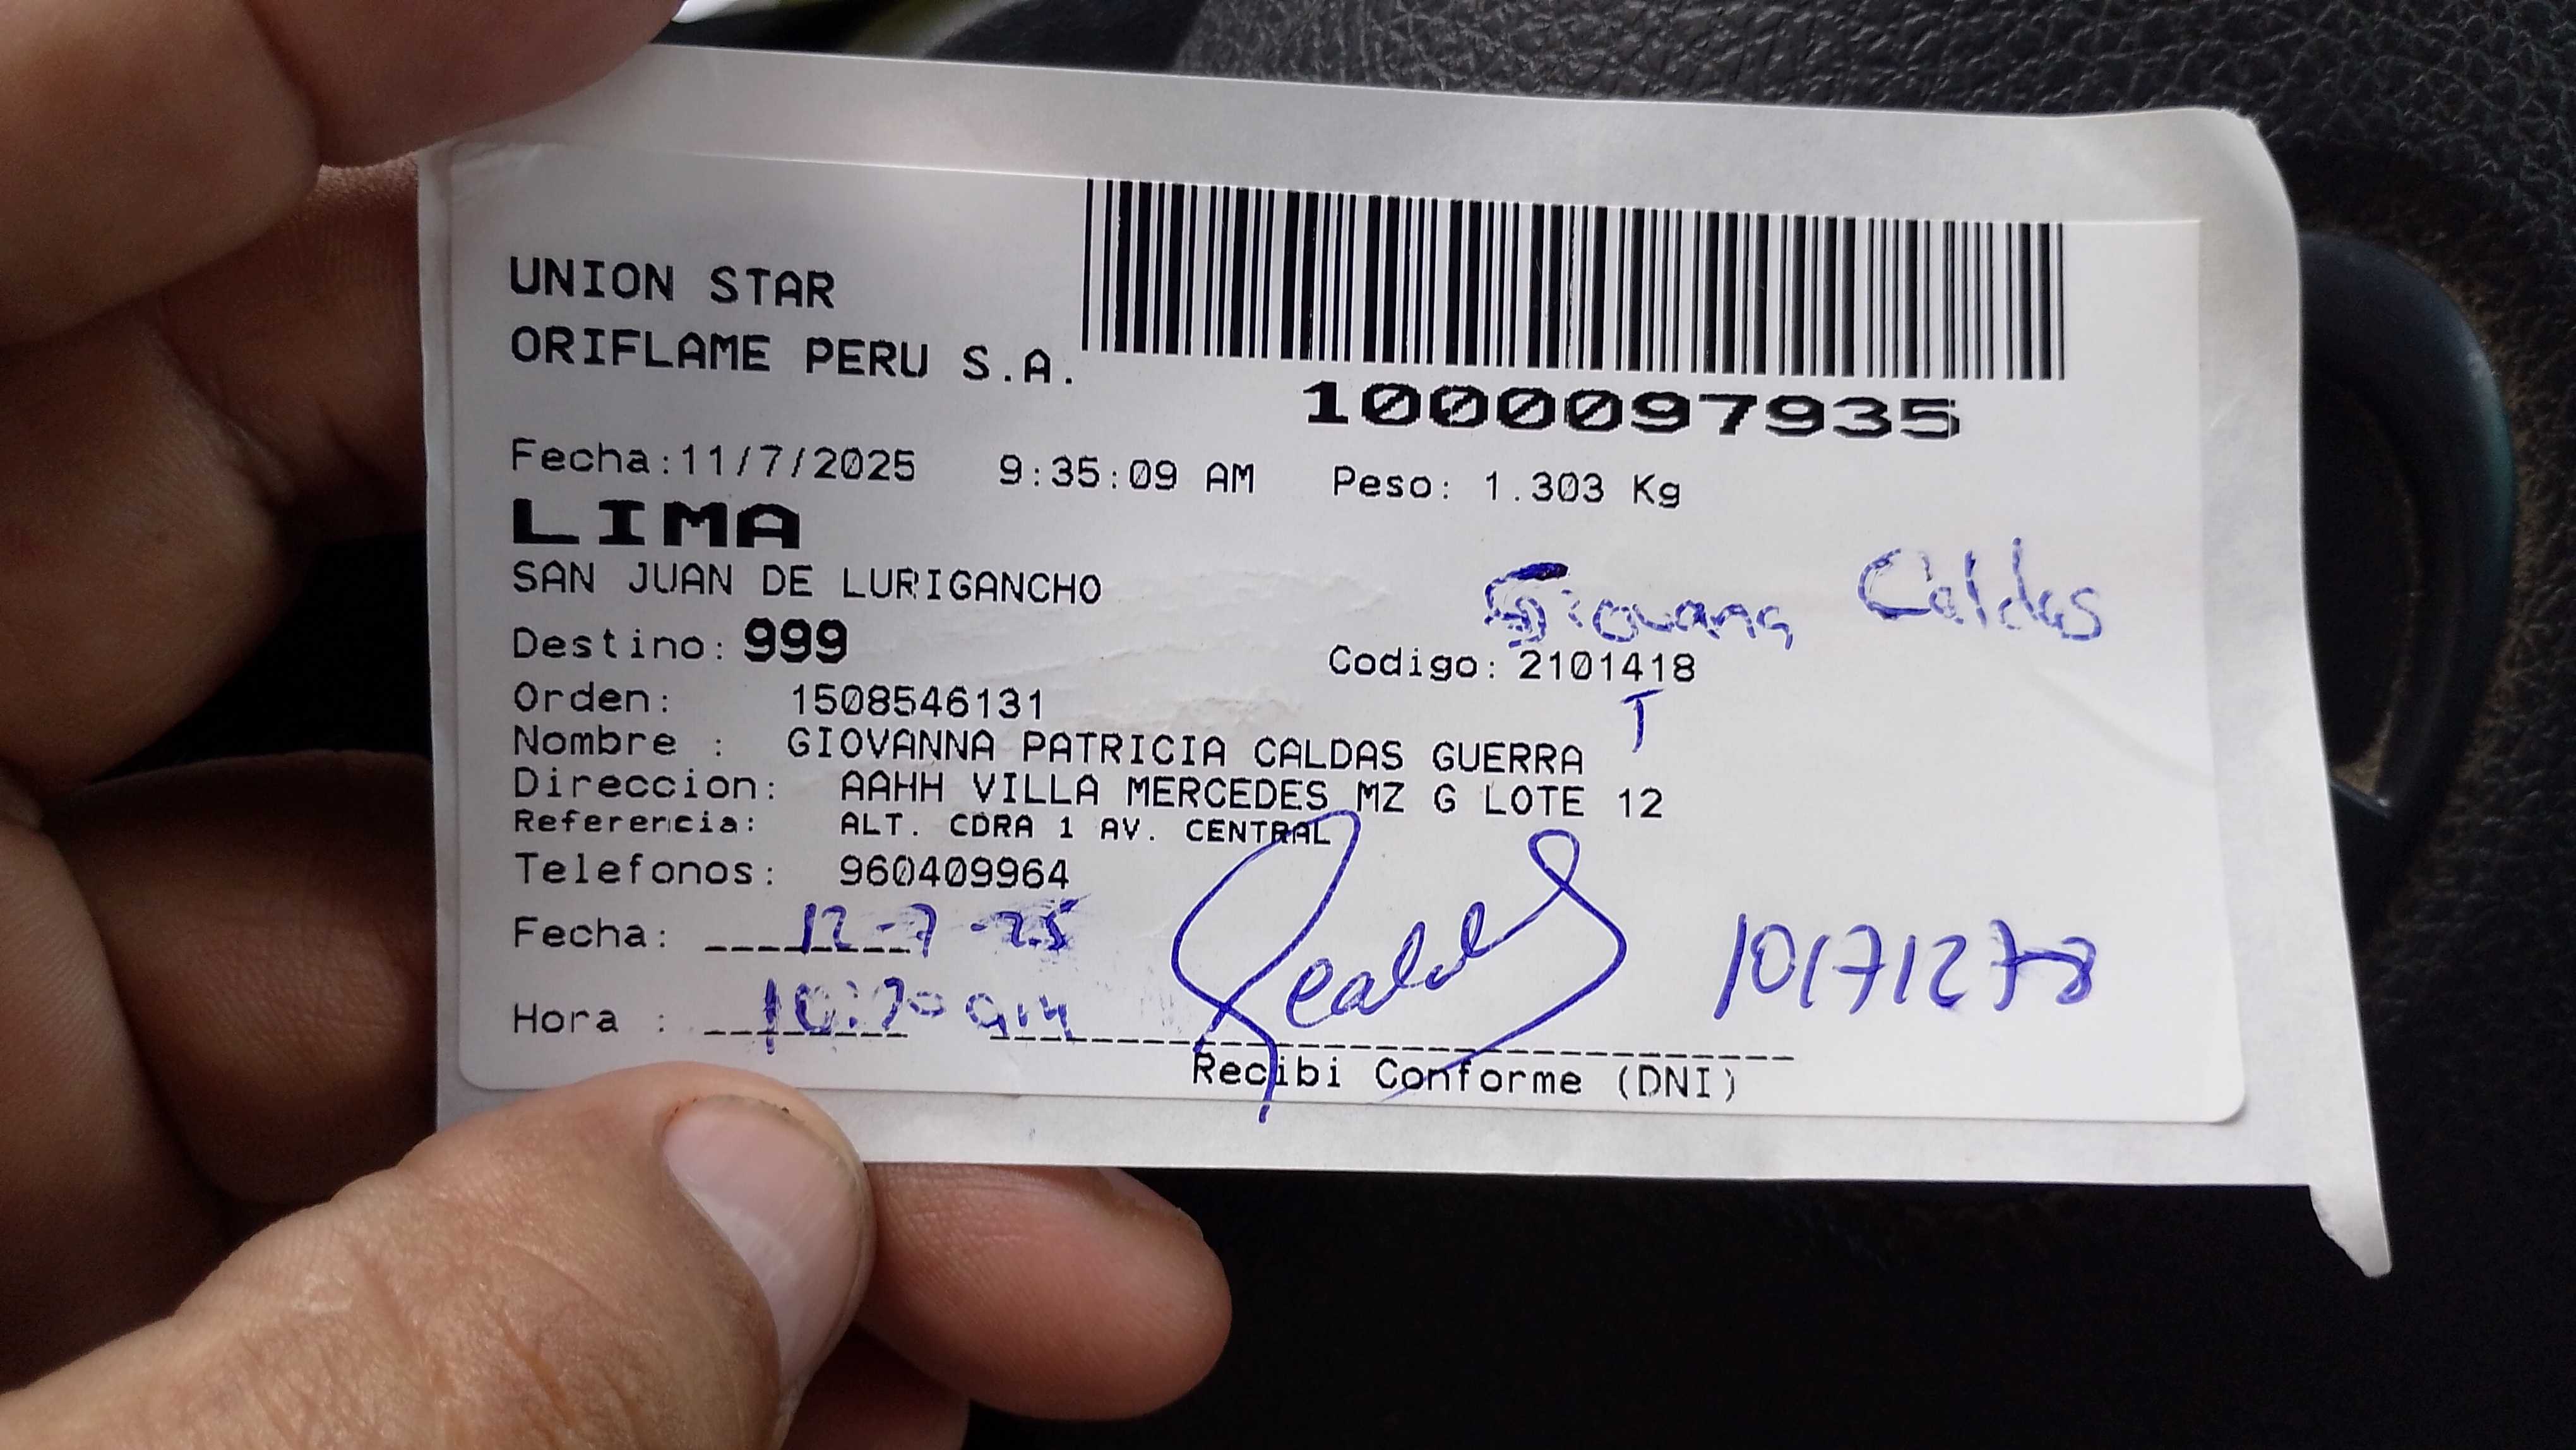 UNION STAR
ORIFLAME PERU S.A.
1000097935
Fecha:11/7/2025 9:35:09 AM Peso: 1.303 Kg
LIMA
SAN JUAN DE LURIGANCHO
Giovana Caldas
Destino: 999
Codigo: 2101418
Orden: 1508546131
T
Nombre : GIOVANNA PATRICIA CALDAS GUERRA
Direccion: AAHH VILLA MERCEDES MZ G LOTE 12
Referencia: ALT. CDRA 1 AV. CENTRAL
Telefonos: 960409964
Fecha: 12-7-25
10171278
Hora : am
Recibi Conforme (DNI)